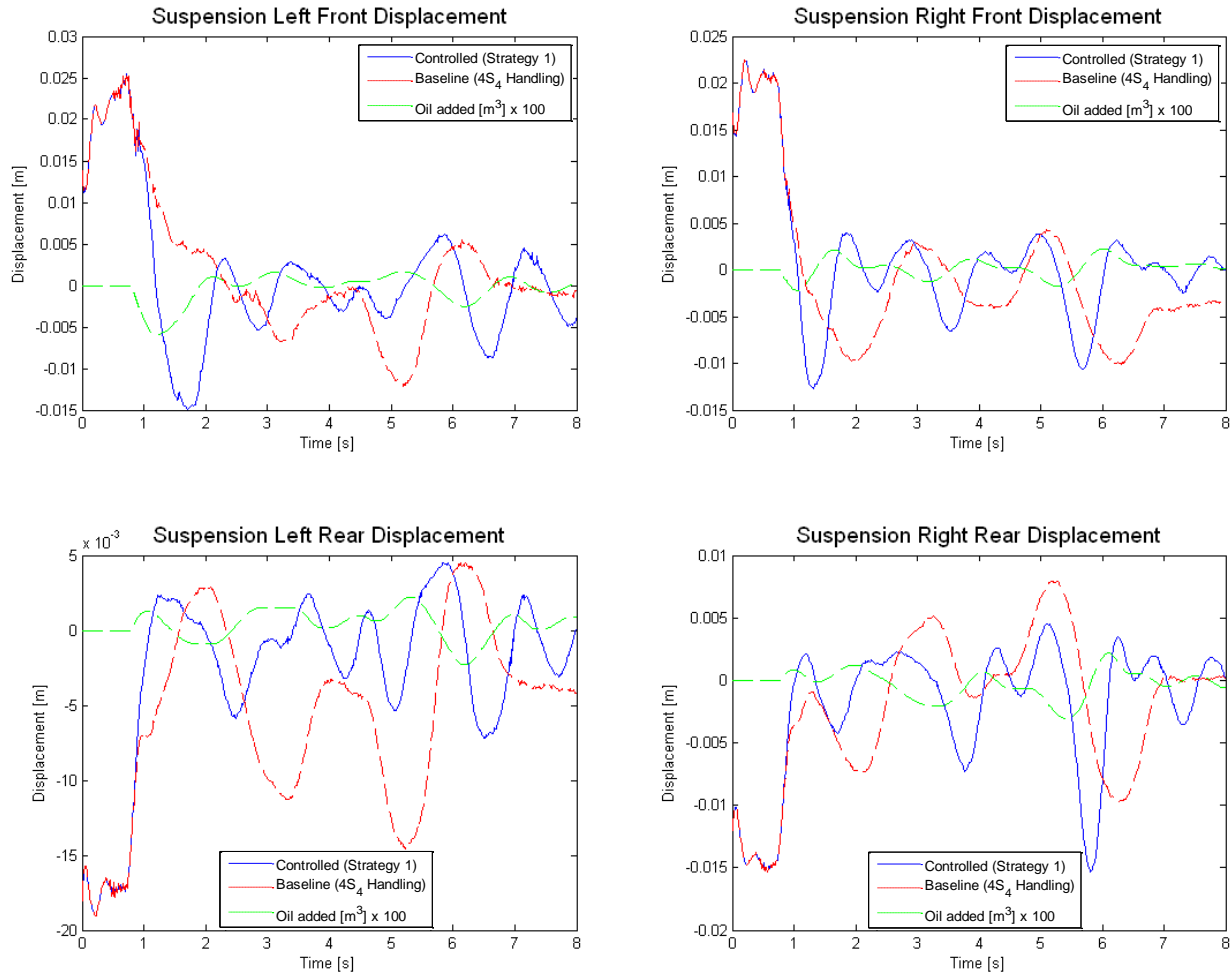 Suspension Left Front Displacement
0.03
0.025
0.02
0.015
0.01
0.005
0
-0.005
-0.01
-0.015
Displacement [m]
Controlled (Strategy 1)
Baseline (4S4 Handling)
Oil added [m3] x 100
0 1 2 3 4 5 6 7 8
Time [s]
Suspension Right Front Displacement
0.025
0.02
0.015
0.01
0.005
0
-0.005
-0.01
-0.015
Displacement [m]
Controlled (Strategy 1)
Baseline (4S4 Handling)
Oil added [m3] x 100
0 1 2 3 4 5 6 7 8
Time [s]
Suspension Left Rear Displacement
x 10-3
5
0
-5
-10
-15
-20
Displacement [m]
Controlled (Strategy 1)
Baseline (4S4 Handling)
Oil added [m3] x 100
0 1 2 3 4 5 6 7 8
Time [s]
Suspension Right Rear Displacement
0.01
0.005
0
-0.005
-0.01
-0.015
-0.02
Displacement [m]
Controlled (Strategy 1)
Baseline (4S4 Handling)
Oil added [m3] x 100
0 1 2 3 4 5 6 7 8
Time [s]